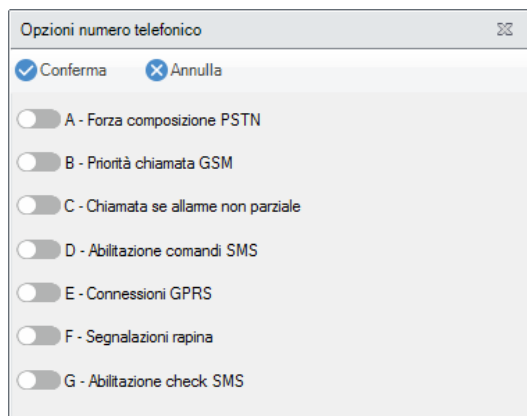 Opzioni numero telefonico
Conferma Annulla
A - Forza composizione PSTN
B - Priorità chiamata GSM
C - Chiamata se allarme non parziale
D - Abilitazione comandi SMS
E - Connessioni GPRS
F - Segnalazioni rapina
G - Abilitazione check SMS